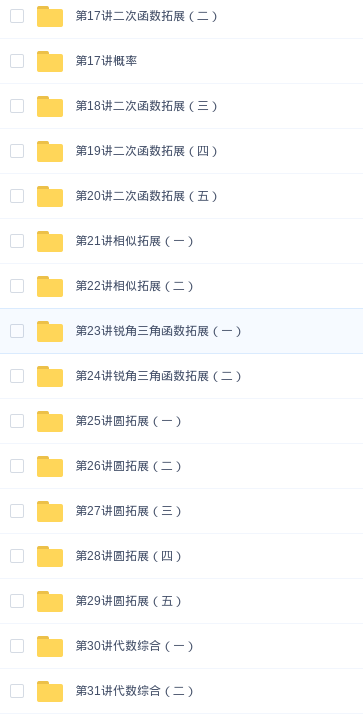 第17讲二次函数拓展（二）
第17讲概率
第18讲二次函数拓展（三）
第19讲二次函数拓展（四）
第20讲二次函数拓展（五）
第21讲相似拓展（一）
第22讲相似拓展（二）
第23讲锐角三角函数拓展（一）
第24讲锐角三角函数拓展（二）
第25讲圆拓展（一）
第26讲圆拓展（二）
第27讲圆拓展（三）
第28讲圆拓展（四）
第29讲圆拓展（五）
第30讲代数综合（一）
第31讲代数综合（二）